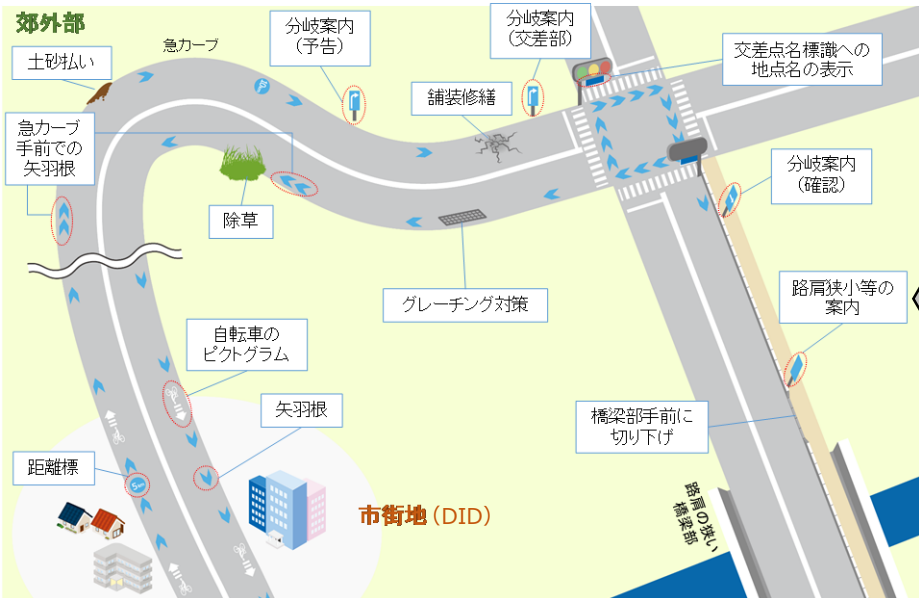 郊外部
土砂払い
急カーブ
分岐案内
（予告）
分岐案内
（交差部）
交差点名標識への
地点名の表示
舗装修繕
急カーブ
手前での
矢羽根
除草
分岐案内
（確認）
グレーチング対策
路肩狭小等の
案内
自転車の
ピクトグラム
矢羽根
橋梁部手前に
切り下げ
距離標
市街地（DID）
路肩の狭い
橋梁部